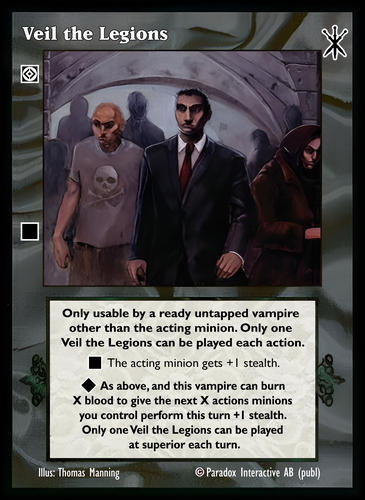 Veil the Legions
Only usable by a ready untapped vampire
other than the acting minion. Only one
Veil the Legions can be played each action.
The acting minion gets +1 stealth.
As above, and this vampire can burn
X blood to give the next X actions minions
you control perform this turn +1 stealth.
Only one Veil the Legions can be played
at superior each turn.
Illus: Thomas Manning © Paradox Interactive AB (publ)